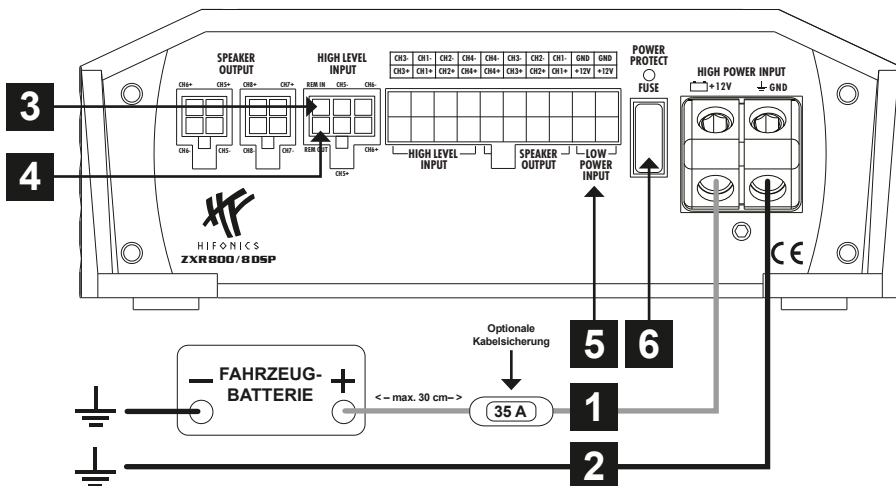 SPEAKER OUTPUT
CH6+ CH5+ CH8+ CH7+
CH6- CH5- CH8- CH7-
HIGH LEVEL INPUT
REM IN CH5- CH6-
REM OUT CH5+ CH6+
CH3- CH1- CH2- CH4- CH4- CH3- CH2- CH1- GND GND
CH3+ CH1+ CH2+ CH4+ CH4+ CH3+ CH2+ CH1+ +12V +12V
HIGH LEVEL INPUT
SPEAKER OUTPUT
LOW POWER INPUT
POWER PROTECT
FUSE
HIGH POWER INPUT
+12V GND
3
4
HF
HIFONICS
ZXR800/8DSP
CE
5
6
Optionale
Kabelsicherung
FAHRZEUG-
BATTERIE
− +
< – max. 30 cm– >
35 A
1
2